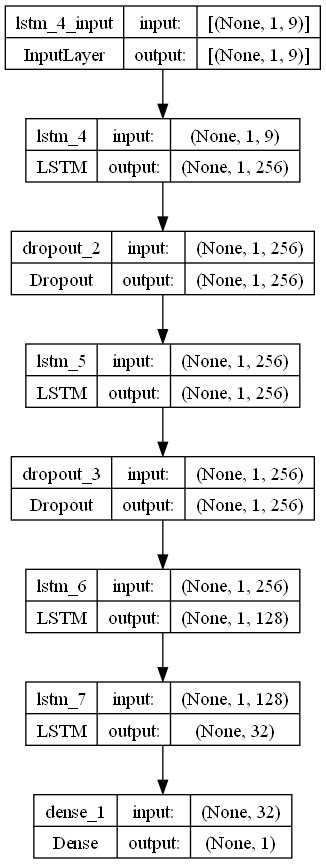 lstm_4_input input: [(None, 1, 9)]
InputLayer output: [(None, 1, 9)]
lstm_4 input: (None, 1, 9)
LSTM output: (None, 1, 256)
dropout_2 input: (None, 1, 256)
Dropout output: (None, 1, 256)
lstm_5 input: (None, 1, 256)
LSTM output: (None, 1, 256)
dropout_3 input: (None, 1, 256)
Dropout output: (None, 1, 256)
lstm_6 input: (None, 1, 256)
LSTM output: (None, 1, 128)
lstm_7 input: (None, 1, 128)
LSTM output: (None, 32)
dense_1 input: (None, 32)
Dense output: (None, 1)